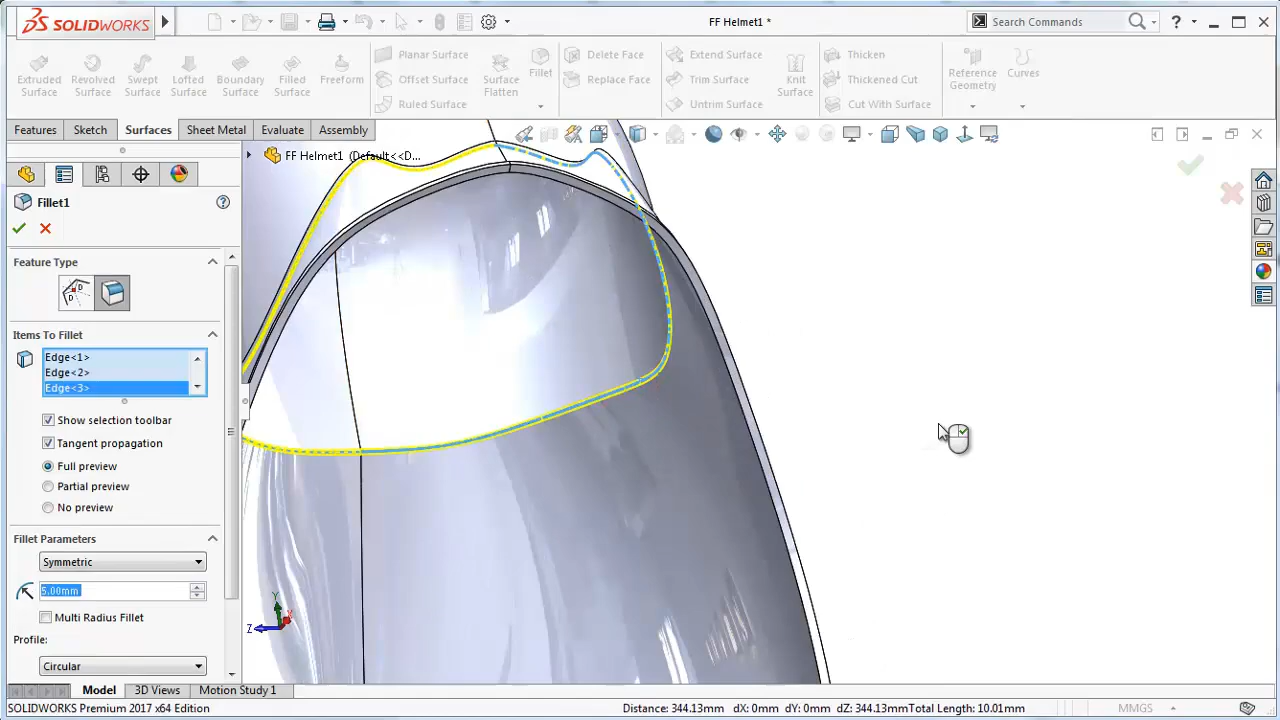 SOLIDWORKS
FF Helmet1 *
Search Commands
?
Extruded Surface
Revolved Surface
Swept Surface
Lofted Surface
Boundary Surface
Filled Surface
Freeform
Planar Surface
Offset Surface
Ruled Surface
Surface Flatten
Fillet
Delete Face
Replace Face
Extend Surface
Trim Surface
Untrim Surface
Knit Surface
Thicken
Thickened Cut
Cut With Surface
Reference Geometry
Curves
Features
Sketch
Surfaces
Sheet Metal
Evaluate
Assembly
FF Helmet1 (Default<<D...
Fillet1
?
Feature Type
Items To Fillet
Edge<1>
Edge<2>
Edge<3>
Show selection toolbar
Tangent propagation
Full preview
Partial preview
No preview
Fillet Parameters
Symmetric
5.00mm
Multi Radius Fillet
Profile:
Circular
Y
X
Z
Model
3D Views
Motion Study 1
SOLIDWORKS Premium 2017 x64 Edition
Distance: 344.13mm dX: 0mm dY: 0mm dZ: 344.13mmTotal Length: 10.01mm
MMGS